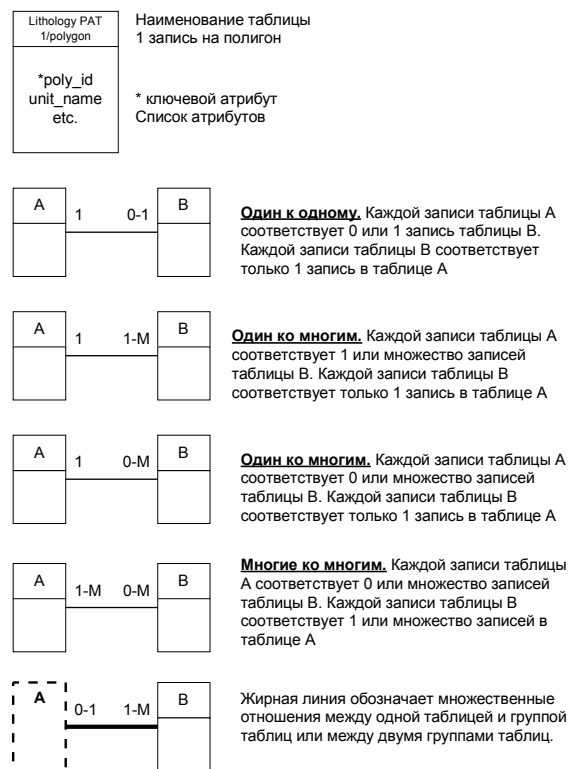 Lithology PAT
1/polygon
*poly_id
unit_name
etc.
Наименование таблицы
1 запись на полигон
* ключевой атрибут
Список атрибутов
A
1
0-1
B
Один к одному. Каждой записи таблицы А
соответствует 0 или 1 запись таблицы В.
Каждой записи таблицы В соответствует
только 1 запись в таблице А
A
1
1-M
B
Один ко многим. Каждой записи таблицы А
соответствует 1 или множество записей
таблицы В. Каждой записи таблицы В
соответствует только 1 запись в таблице А
A
1
0-M
B
Один ко многим. Каждой записи таблицы А
соответствует 0 или множество записей
таблицы В. Каждой записи таблицы В
соответствует только 1 запись в таблице А
A
1-M
0-M
B
Многие ко многим. Каждой записи таблицы
А соответствует 0 или множество записей
таблицы В. Каждой записи таблицы В
соответствует 1 или множество записей в
таблице А
A
0-1
1-M
B
Жирная линия обозначает множественные
отношения между одной таблицей и группой
таблиц или между двумя группами таблиц.